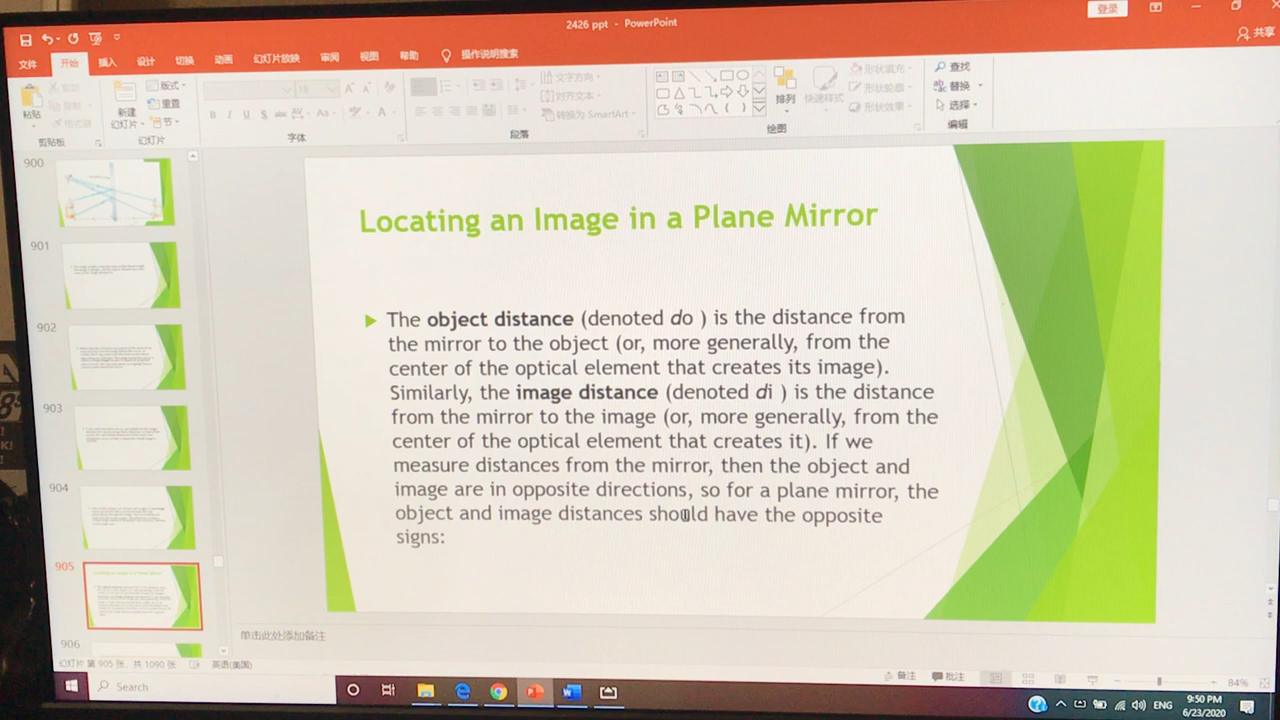 2426 ppt - PowerPoint
登录
文件 开始 插入 设计 切换 动画 幻灯片放映 审阅 视图 帮助 操作说明搜索 共享
粘贴
剪切
复制
格式刷
剪贴板
新建
幻灯片
版式
重置
节
幻灯片
18
B I U S abc AV Aa A
字体
文字方向
对齐文本
转换为 SmartArt
段落
排列
快速样式
形状填充
形状轮廓
形状效果
绘图
查找
替换
选择
编辑
900
901
902
903
904
905
906
Locating an Image in a Plane Mirror
The object distance (denoted do ) is the distance from
the mirror to the object (or, more generally, from the
center of the optical element that creates its image).
Similarly, the image distance (denoted di ) is the distance
from the mirror to the image (or, more generally, from the
center of the optical element that creates it). If we
measure distances from the mirror, then the object and
image are in opposite directions, so for a plane mirror, the
object and image distances should have the opposite
signs:
单击此处添加备注
幻灯片 第 905 张，共 1090 张 英语(美国)
备注 批注 84%
Search
ENG
9:50 PM
6/23/2020